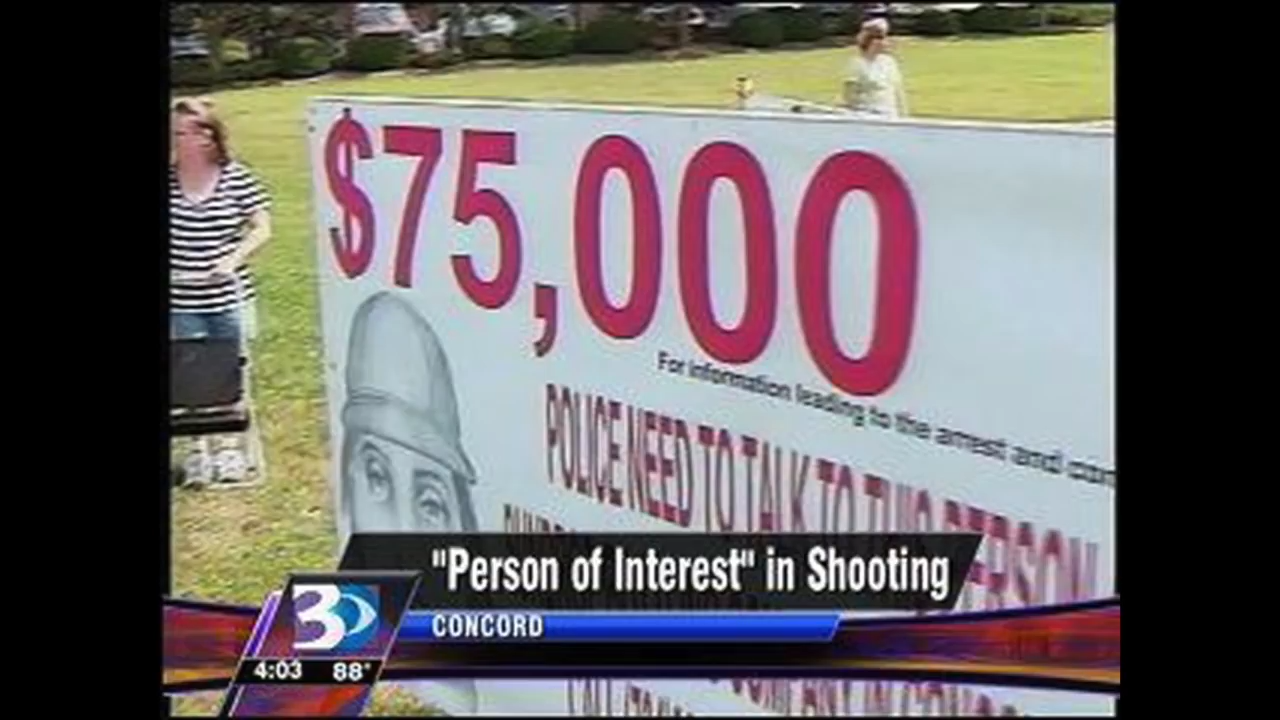 $75,000
For information leading to the arrest and
POLICE NEED TO TALK TO THIS PERSON
"Person of Interest" in Shooting
CONCORD
3
4:03 88°